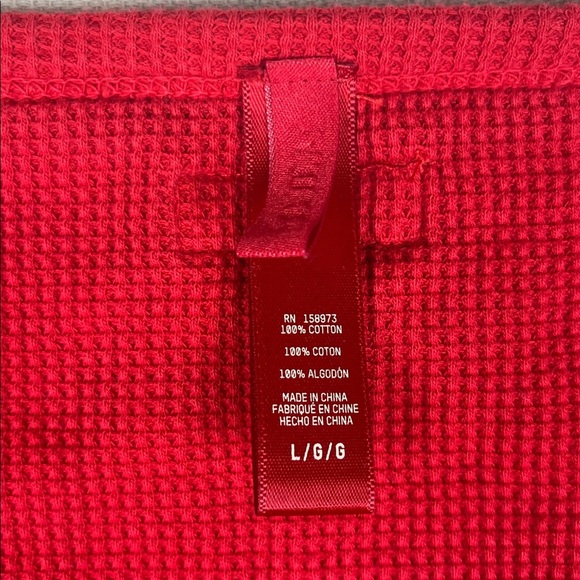 RN 158973
100% COTTON
100% COTON
100% ALGODÓN
MADE IN CHINA
FABRIQUÉ EN CHINE
HECHO EN CHINA
L/G/G